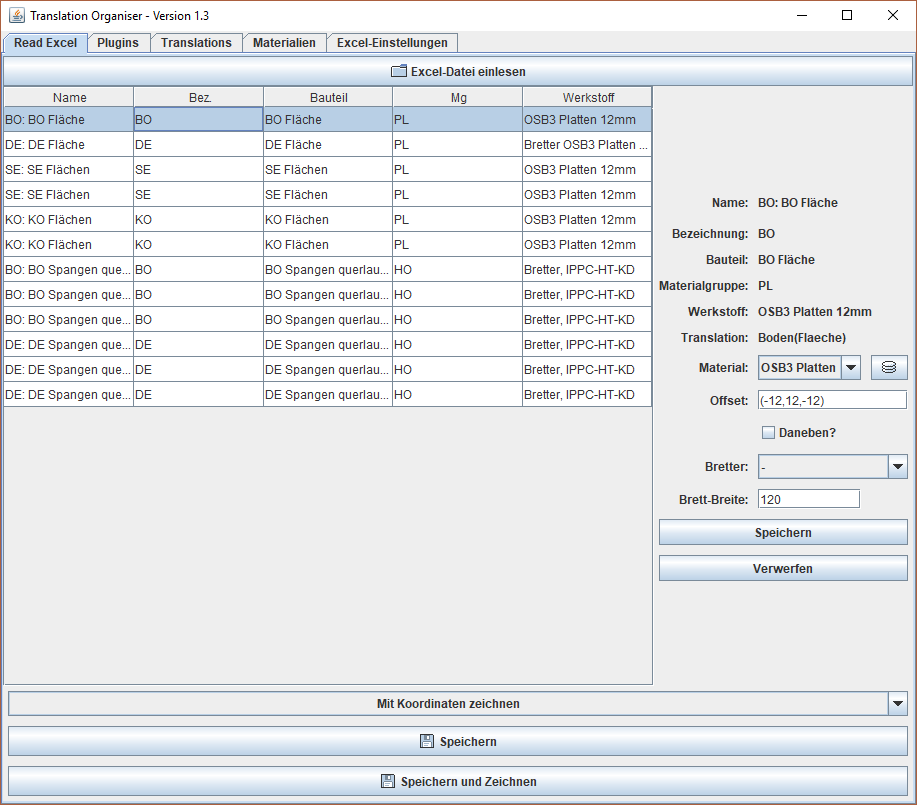 Translation Organiser - Version 1.3
Read Excel Plugins Translations Materialien Excel-Einstellungen
Excel-Datei einlesen
Name Bez. Bauteil Mg Werkstoff
BO: BO Fläche BO BO Fläche PL OSB3 Platten 12mm
DE: DE Fläche DE DE Fläche PL Bretter OSB3 Platten ...
SE: SE Flächen SE SE Flächen PL OSB3 Platten 12mm
SE: SE Flächen SE SE Flächen PL OSB3 Platten 12mm
KO: KO Flächen KO KO Flächen PL OSB3 Platten 12mm
KO: KO Flächen KO KO Flächen PL OSB3 Platten 12mm
BO: BO Spangen que... BO BO Spangen querlau... HO Bretter, IPPC-HT-KD
BO: BO Spangen que... BO BO Spangen querlau... HO Bretter, IPPC-HT-KD
BO: BO Spangen que... BO BO Spangen querlau... HO Bretter, IPPC-HT-KD
DE: DE Spangen que... DE DE Spangen querlau... HO Bretter, IPPC-HT-KD
DE: DE Spangen que... DE DE Spangen querlau... HO Bretter, IPPC-HT-KD
DE: DE Spangen que... DE DE Spangen querlau... HO Bretter, IPPC-HT-KD
Name: BO: BO Fläche
Bezeichnung: BO
Bauteil: BO Fläche
Materialgruppe: PL
Werkstoff: OSB3 Platten 12mm
Translation: Boden(Flaeche)
Material: OSB3 Platten
Offset: (-12,12,-12)
Daneben?
Bretter: -
Brett-Breite: 120
Speichern
Verwerfen
Mit Koordinaten zeichnen
Speichern
Speichern und Zeichnen